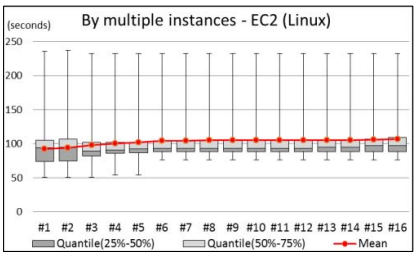 By multiple instances - EC2 (Linux)
(seconds)
250
200
150
100
50
0
#1 #2 #3 #4 #5 #6 #7 #8 #9 #10 #11 #12 #13 #14 #15 #16
Quantile(25%-50%) Quantile(50%-75%) Mean